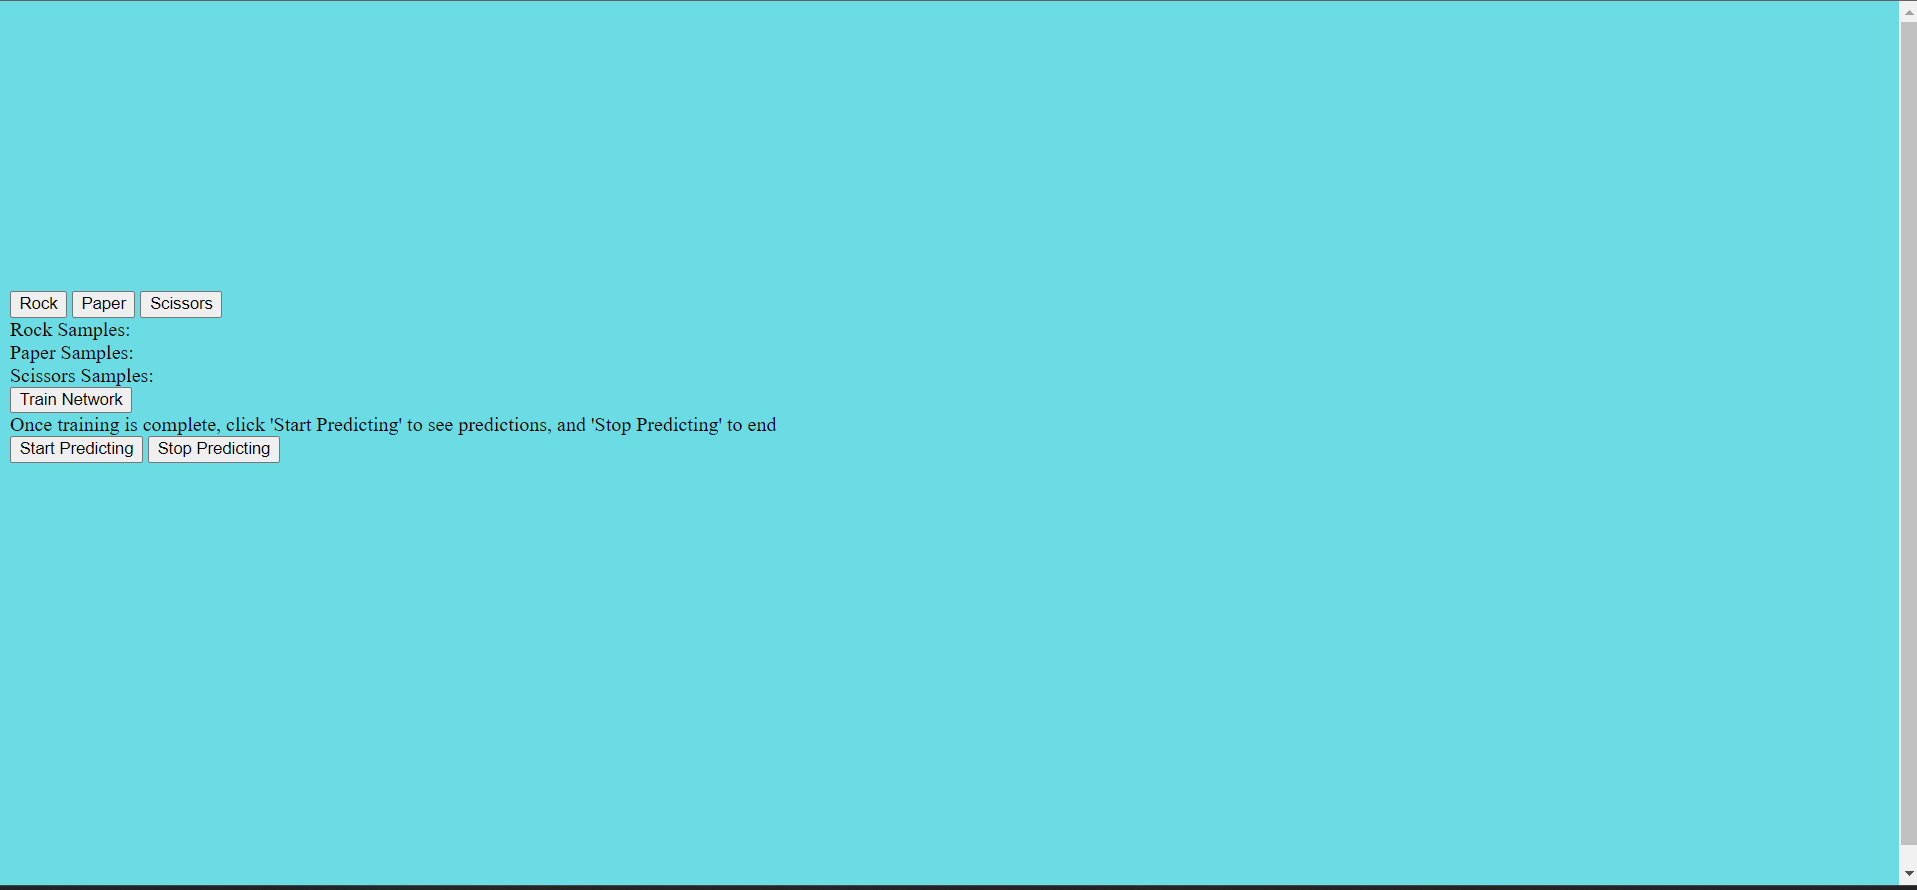 Rock Paper Scissors
Rock Samples:
Paper Samples:
Scissors Samples:
Train Network
Once training is complete, click 'Start Predicting' to see predictions, and 'Stop Predicting' to end
Start Predicting Stop Predicting